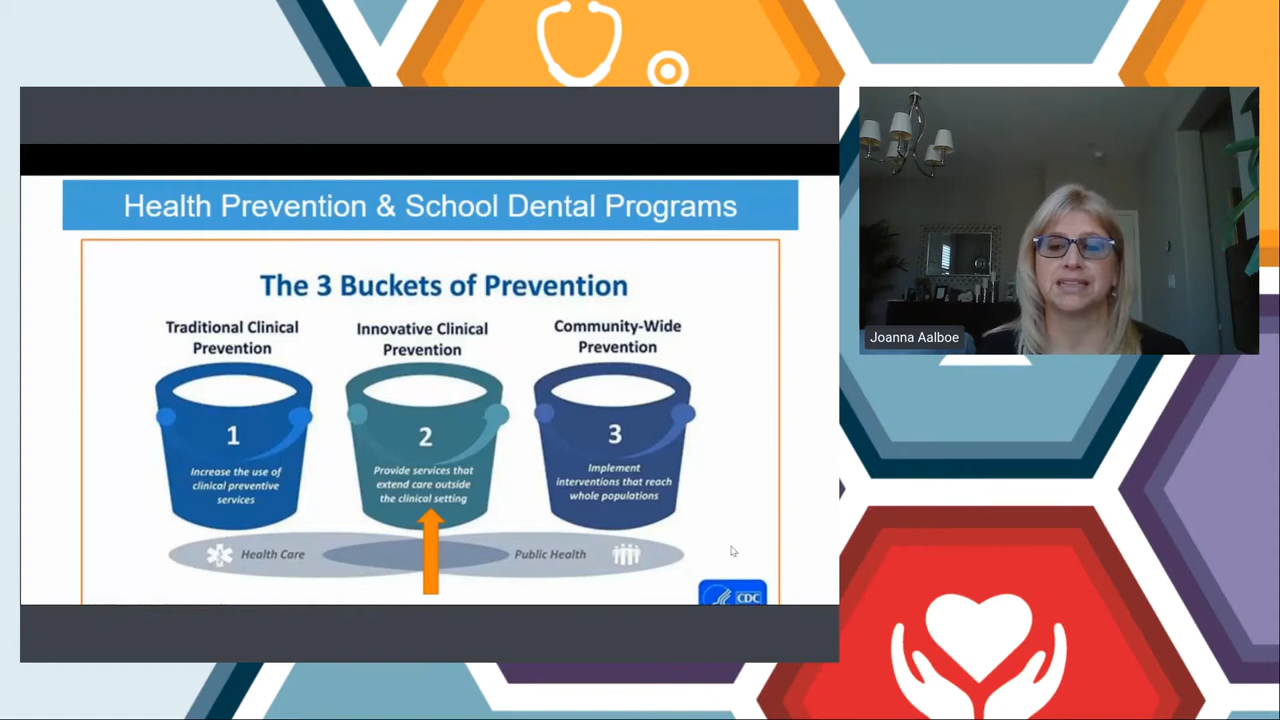 Health Prevention & School Dental Programs
The 3 Buckets of Prevention
Traditional Clinical
Prevention
Innovative Clinical
Prevention
Community-Wide
Prevention
1
Increase the use of
clinical preventive
services
2
Provide services that
extend care outside
the clinical setting
3
Implement
interventions that reach
whole populations
Health Care
Public Health
CDC
Joanna Aalboe